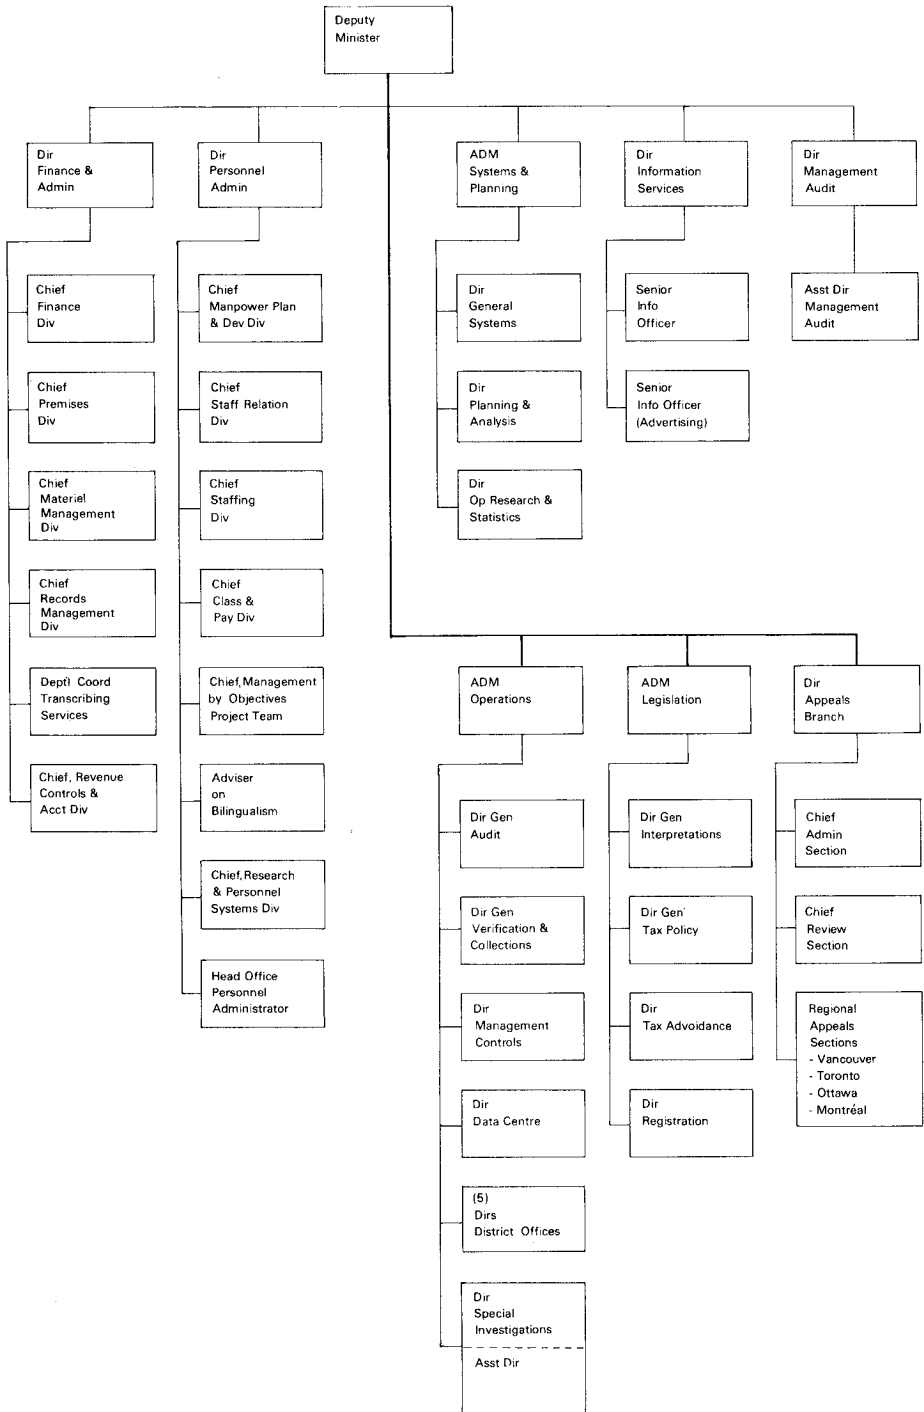 Deputy
Minister
Dir
Finance &
Admin
Dir
Personnel
Admin
ADM
Systems &
Planning
Dir
Information
Services
Dir
Management
Audit
Chief
Finance
Div
Chief
Premises
Div
Chief
Materiel
Management
Div
Chief
Records
Management
Div
Dept'l Coord
Transcribing
Services
Chief, Revenue
Controls &
Acct Div
Chief
Manpower Plan
& Dev Div
Chief
Staff Relation
Div
Chief
Staffing
Div
Chief
Class &
Pay Div
Chief, Management
by Objectives
Project Team
Adviser
on
Bilingualism
Chief, Research
& Personnel
Systems Div
Head Office
Personnel
Administrator
Dir
General
Systems
Dir
Planning &
Analysis
Dir
Op Research &
Statistics
Senior
Info
Officer
Senior
Info Officer
(Advertising)
Asst Dir
Management
Audit
ADM
Operations
ADM
Legislation
Dir
Appeals
Branch
Dir Gen
Audit
Dir Gen
Verification &
Collections
Dir
Management
Controls
Dir
Data Centre
(5)
Dirs
District Offices
Dir
Special
Investigations
Asst Dir
Dir Gen
Interpretations
Dir Gen
Tax Policy
Dir
Tax Advoidance
Dir
Registration
Chief
Admin
Section
Chief
Review
Section
Regional
Appeals
Sections
- Vancouver
- Toronto
- Ottawa
- Montréal